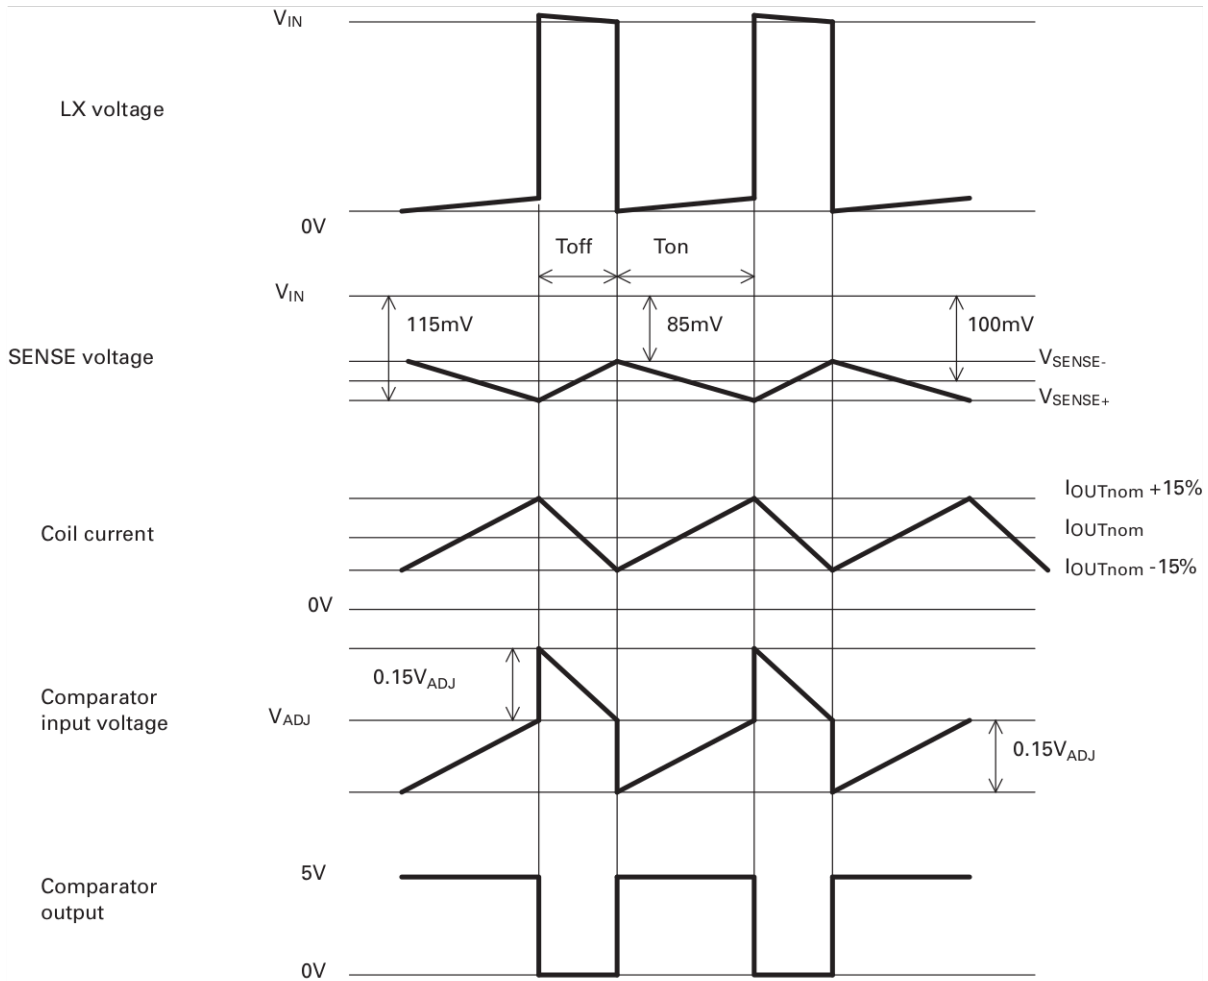 VIN
LX voltage
0V
Toff
Ton
VIN
115mV
85mV
100mV
SENSE voltage
VSENSE-
VSENSE+
IOUTnom +15%
Coil current
IOUTnom
IOUTnom -15%
0V
0.15VADJ
Comparator
input voltage
VADJ
0.15VADJ
5V
Comparator
output
0V